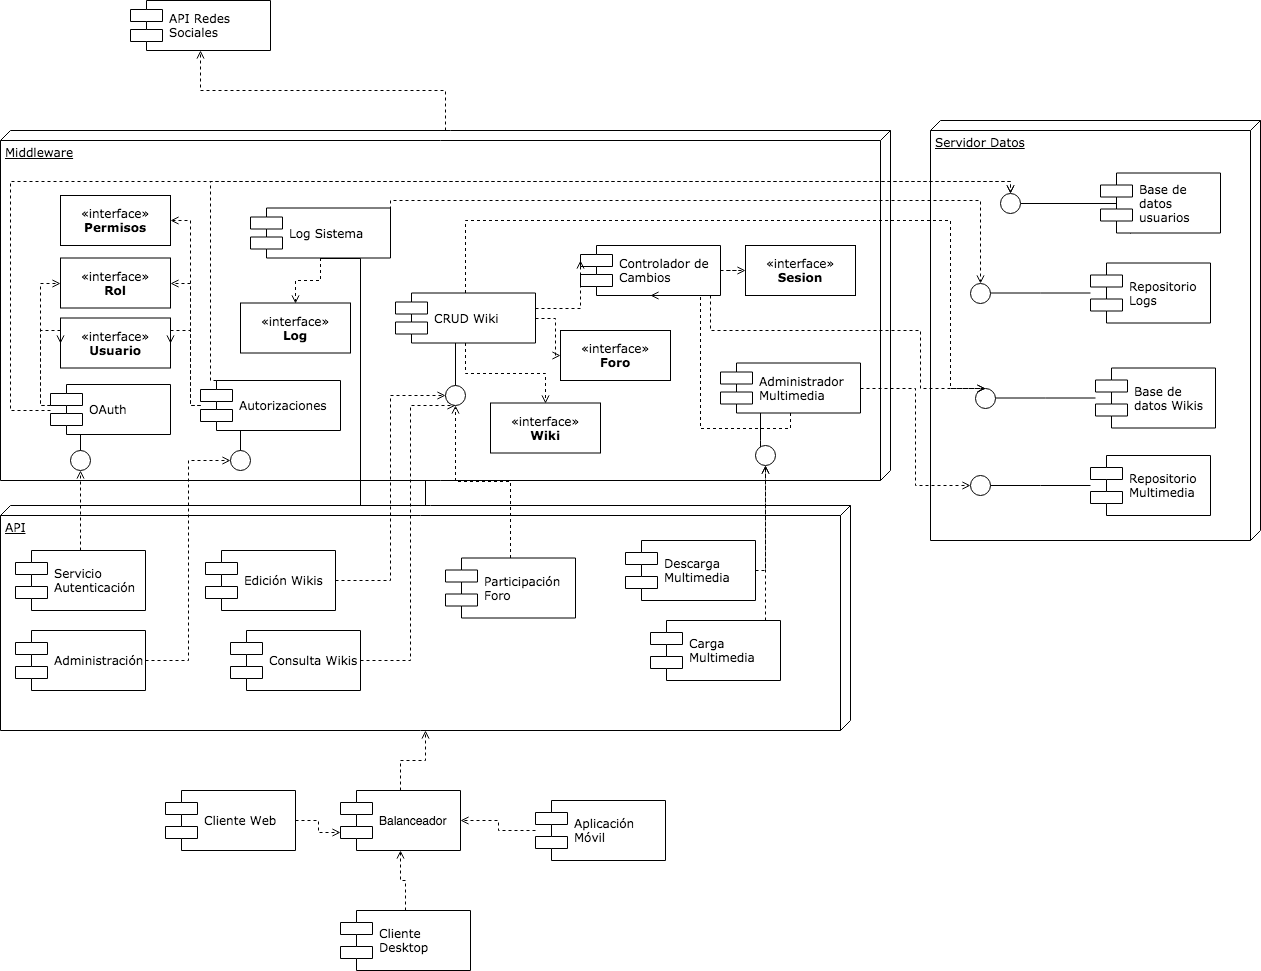 API Redes
Sociales
Middleware
«interface»
Permisos
«interface»
Rol
«interface»
Usuario
OAuth
Autorizaciones
Log Sistema
«interface»
Log
CRUD Wiki
Controlador de
Cambios
«interface»
Sesion
«interface»
Foro
«interface»
Wiki
Administrador
Multimedia
Servidor Datos
Base de
datos
usuarios
Repositorio
Logs
Base de
datos Wikis
Repositorio
Multimedia
API
Servicio
Autenticación
Edición Wikis
Participación
Foro
Descarga
Multimedia
Administración
Consulta Wikis
Carga
Multimedia
Cliente Web
Balanceador
Aplicación
Móvil
Cliente
Desktop